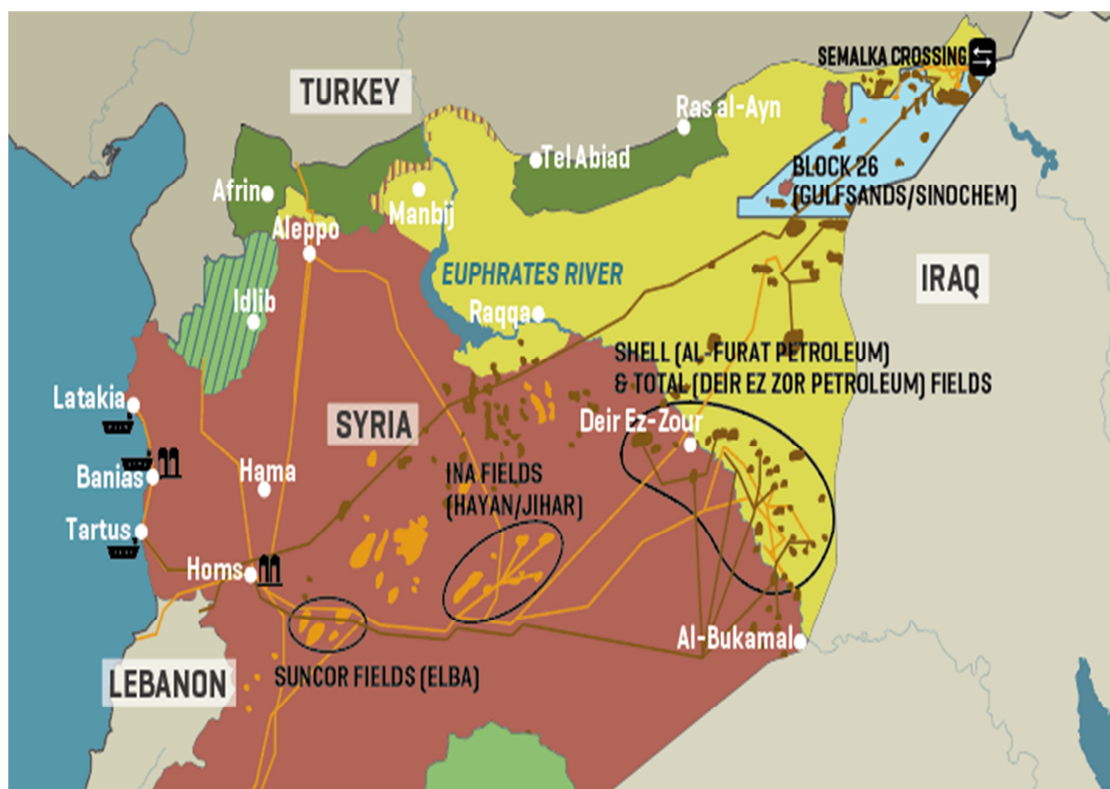 SEMALKA CROSSING
TURKEY
Ras al-Ayn
Tel Abiad
BLOCK 26
(GULFSANDS/SINOCHEM)
Afrin
Manbij
Aleppo
EUPHRATES RIVER
IRAQ
Idlib
Raqqa
SHELL (AL-FURAT PETROLEUM)
& TOTAL (DEIR EZ ZOR PETROLEUM) FIELDS
Latakia
SYRIA
Deir Ez-Zour
Banias
Hama
INA FIELDS
(HAYAN/JIHAR)
Tartus
Homs
Al-Bukamal
LEBANON
SUNCOR FIELDS (ELBA)